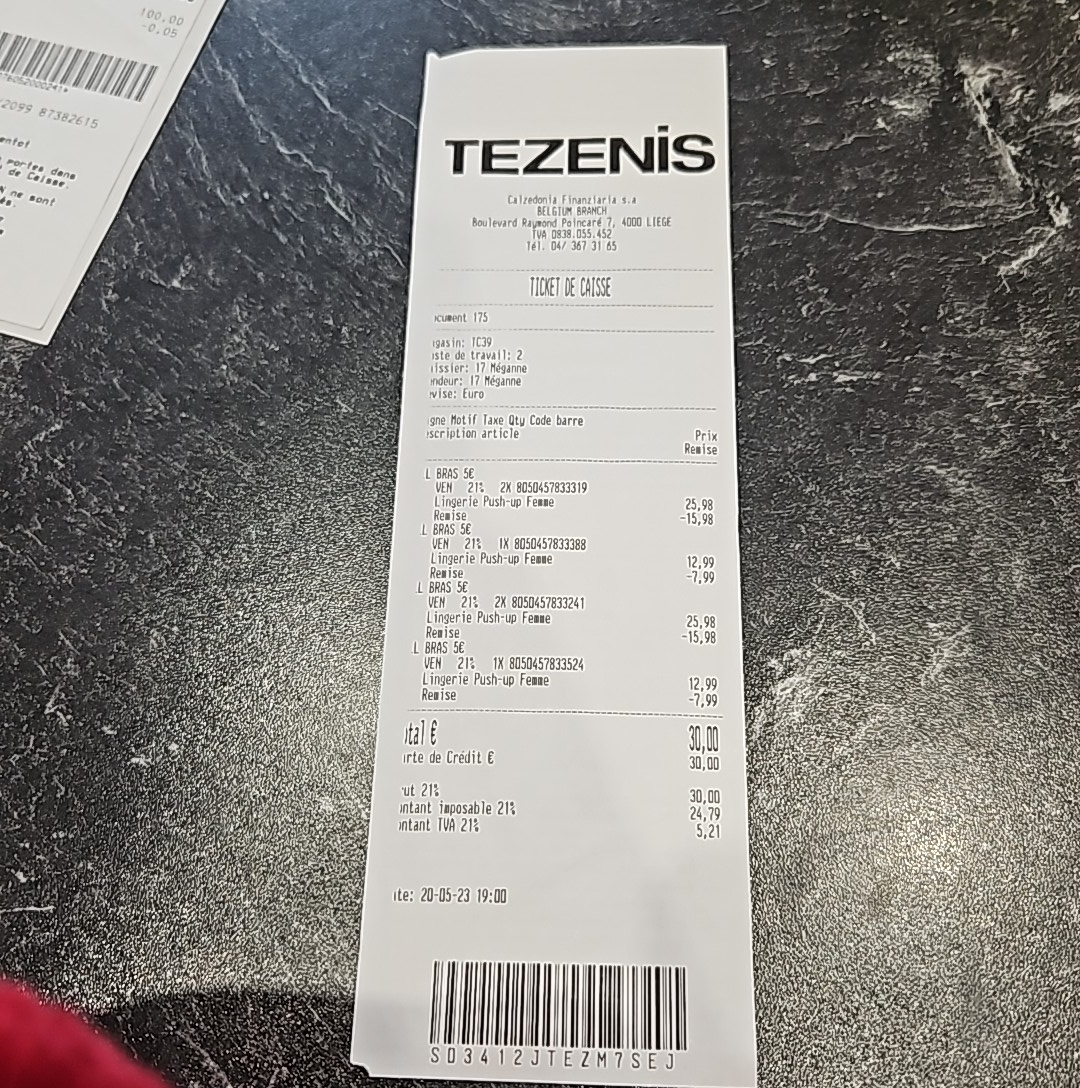 100,00
-0,05
2099 87382615
portes dans
de Caisse.
ne sont
TEZENIS
Calzedonia Finanziaria s.a
BELGIUM BRANCH
Boulevard Raymond Poincaré 7, 4000 LIEGE
TVA 0838.055.452
Tél. 04/ 367 31 65
TICKET DE CAISSE
cument 175
gasin: TC39
ste de travail: 2
issier: 17 Méganne
ndeur: 17 Méganne
vise: Euro
gne Motif Taxe Qty Code barre
scription article Prix
Remise
L BRAS 5€
VEN 21% 2X 8050457833319
Lingerie Push-up Femme 25,98
Remise -15,98
L BRAS 5€
VEN 21% 1X 8050457833388
Lingerie Push-up Femme 12,99
Remise -7,99
L BRAS 5€
VEN 21% 2X 8050457833241
Lingerie Push-up Femme 25,98
Remise -15,98
L BRAS 5€
VEN 21% 1X 8050457833524
Lingerie Push-up Femme 12,99
Remise -7,99
tal € 30,00
rte de Crédit € 30,00
ut 21% 30,00
ntant imposable 21% 24,79
ntant TVA 21% 5,21
te: 20-05-23 19:00
SD3412JTEZM7SEJ